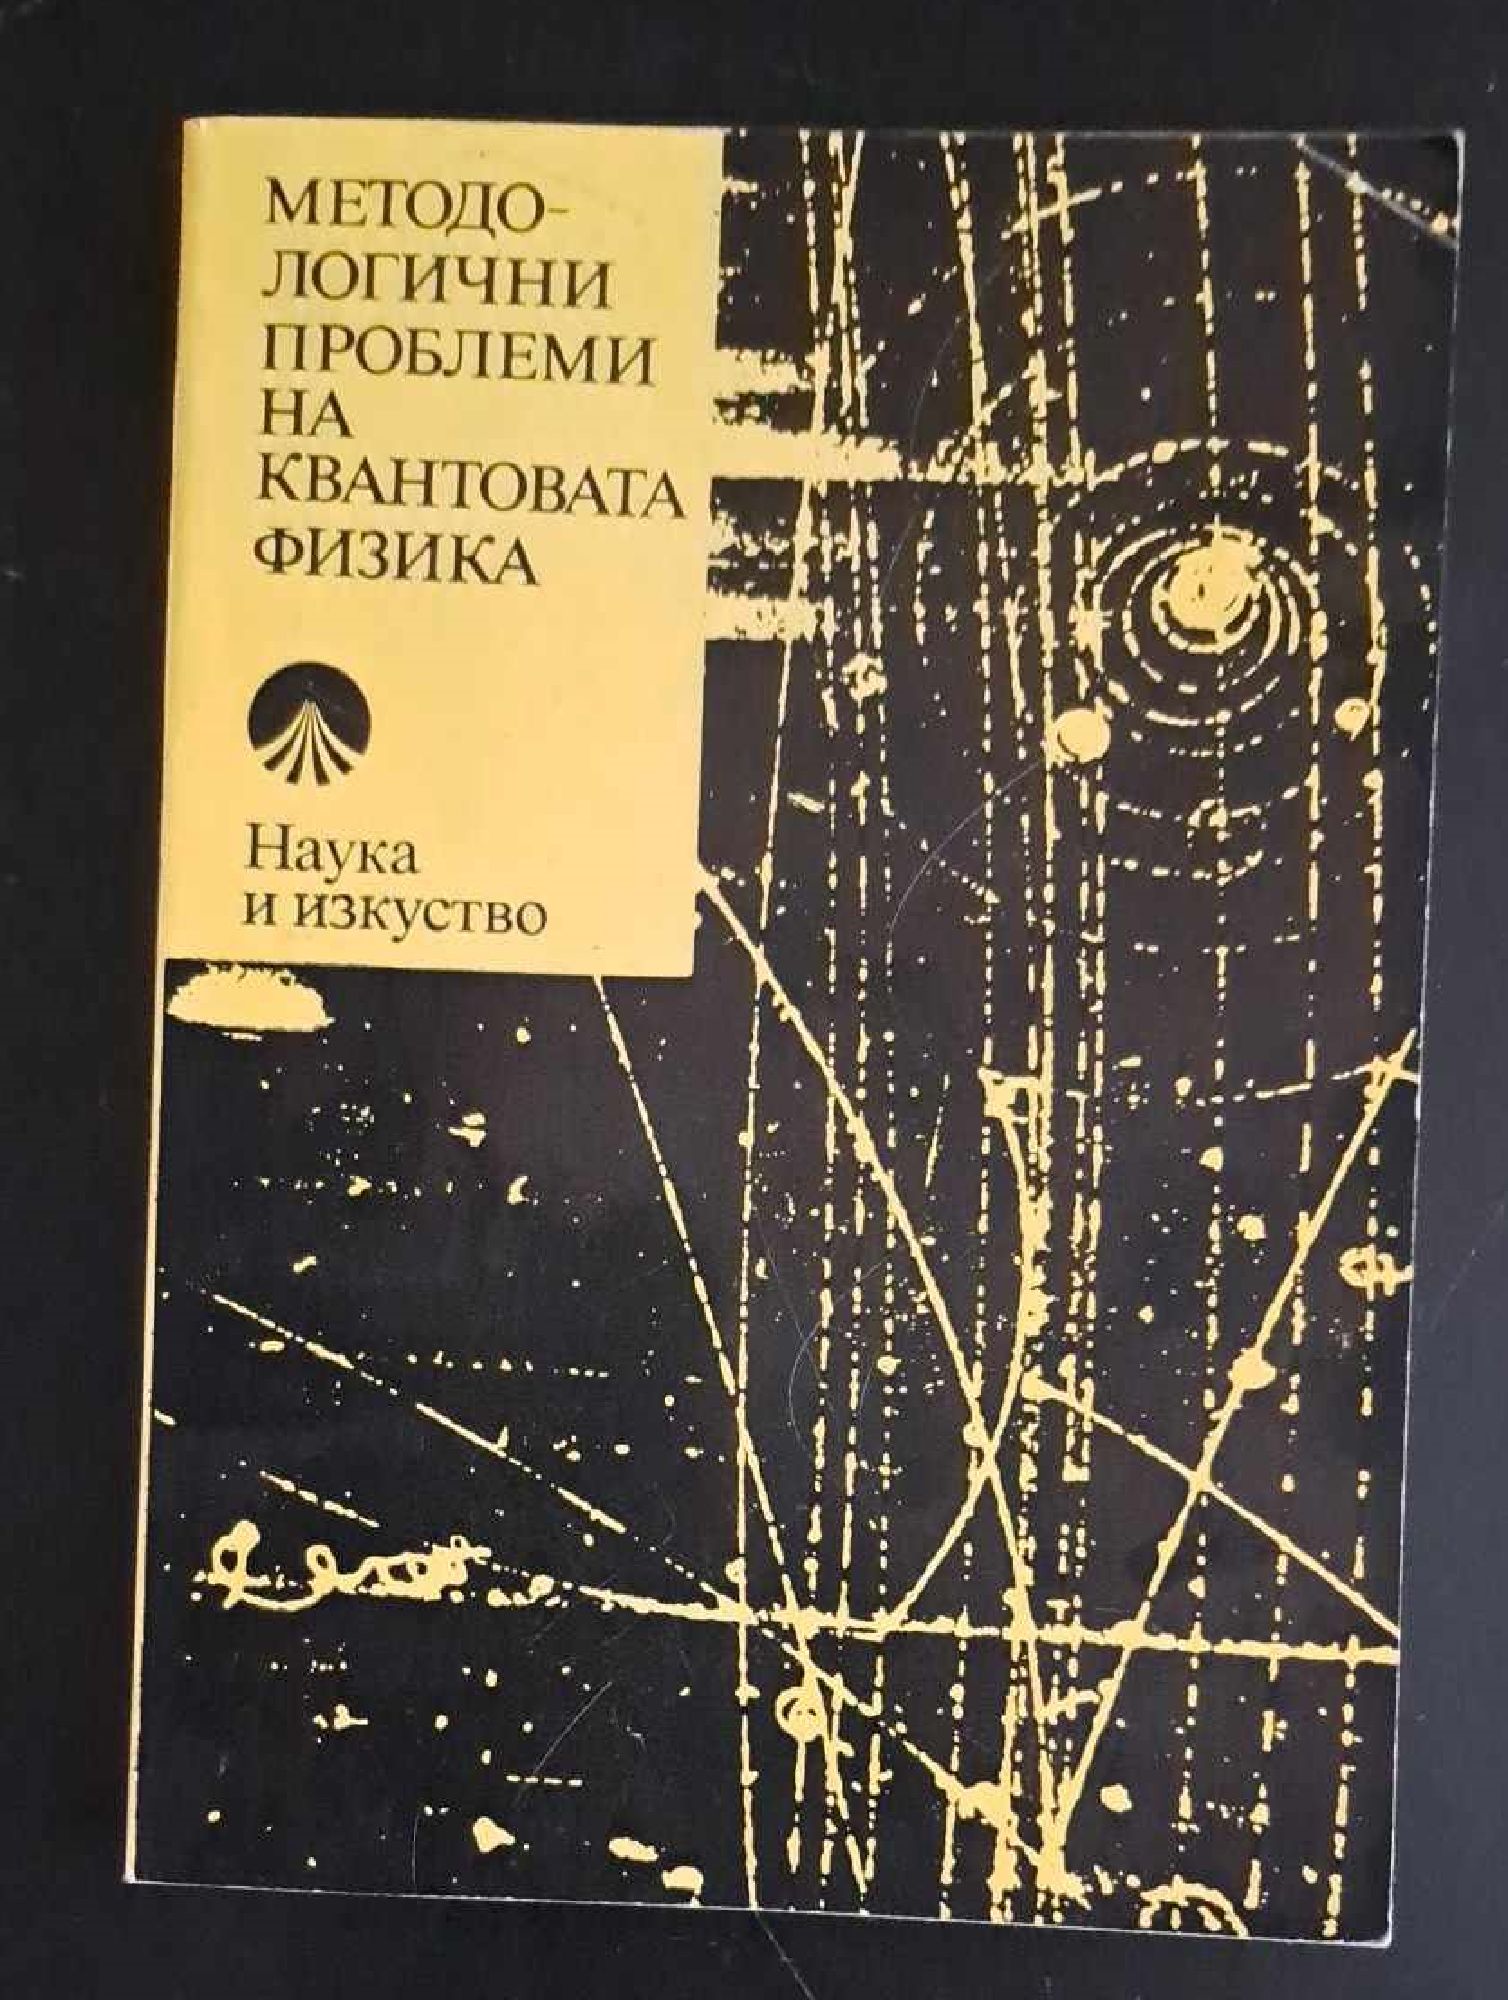 МЕТОДО-
ЛОГИЧНИ
ПРОБЛЕМИ
НА
КВАНТОВАТА
ФИЗИКА
Наука
и изкуство